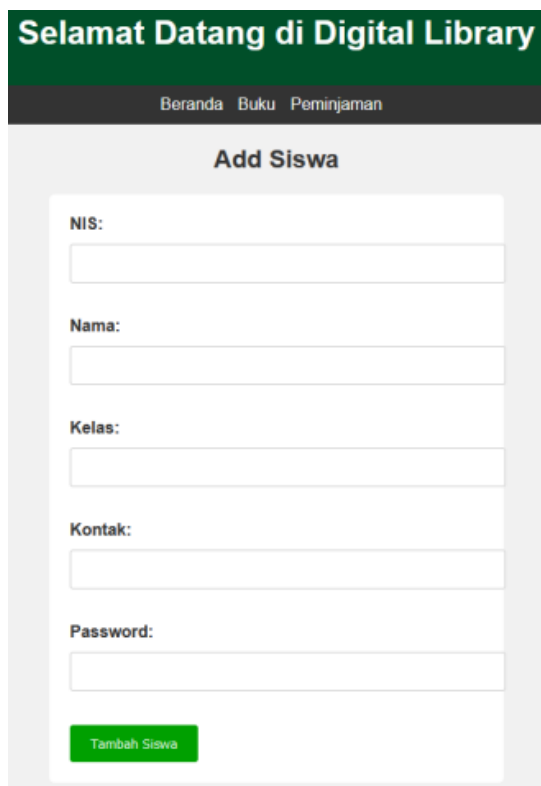 Selamat Datang di Digital Library
Beranda Buku Peminjaman
Add Siswa
NIS:
Nama:
Kelas:
Kontak:
Password:
Tambah Siswa